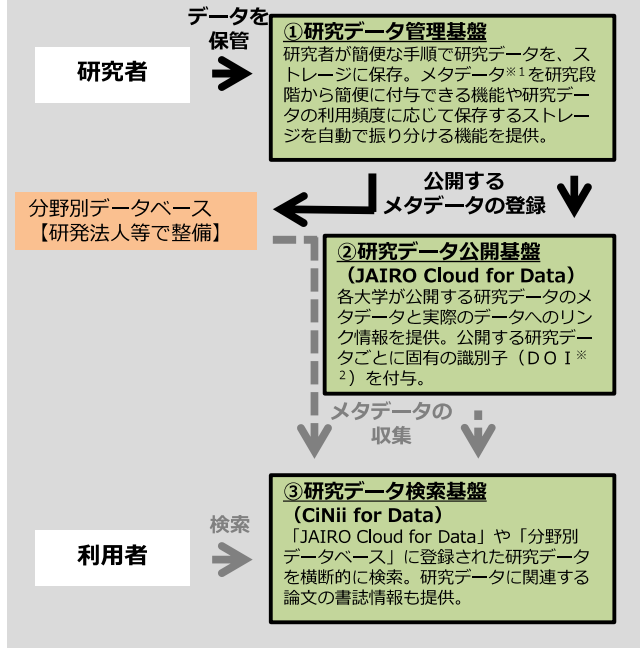 データを
保管
研究者
①研究データ管理基盤
研究者が簡便な手順で研究データを、ス
トレージに保存。メタデータ※1を研究段
階から簡便に付与できる機能や研究デー
タの利用頻度に応じて保存するストレー
ジを自動で振り分ける機能を提供。
公開する
メタデータの登録
分野別データベース
【研発法人等で整備】
②研究データ公開基盤
（JAIRO Cloud for Data）
各大学が公開する研究データのメ
タデータと実際のデータへのリン
ク情報を提供。公開する研究デー
タごとに固有の識別子（ＤＯＩ※
2）を付与。
メタデータの
収集
検索
利用者
③研究データ検索基盤
（CiNii for Data）
「JAIRO Cloud for Data」や「分野別
データベース」に登録された研究データ
を横断的に検索。研究データに関連する
論文の書誌情報も提供。